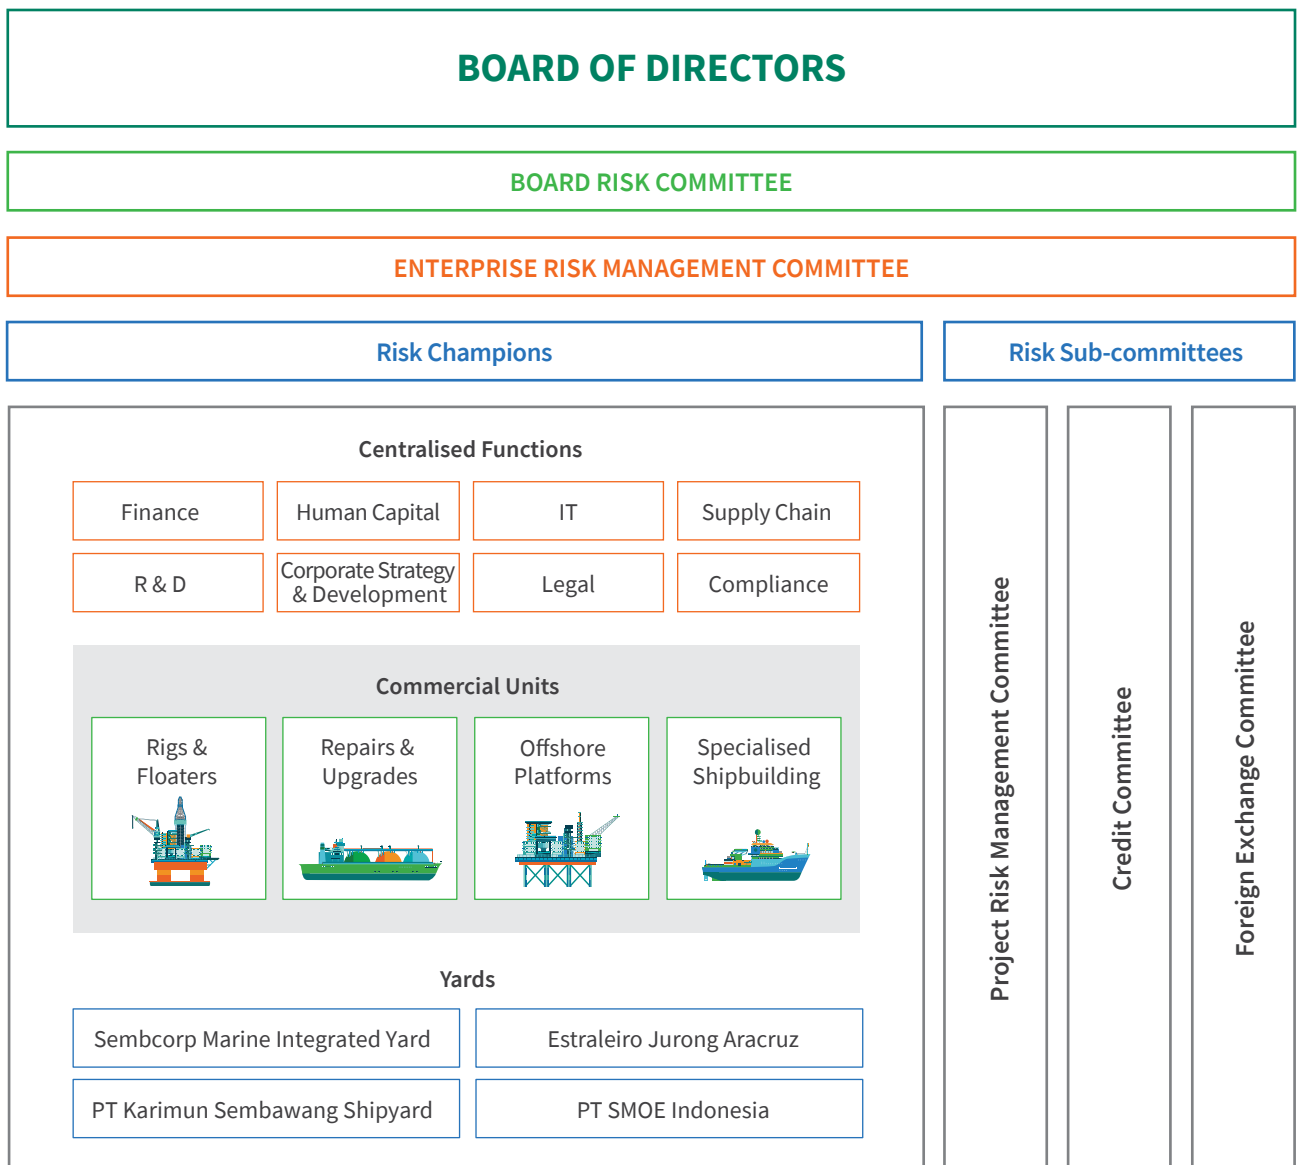 BOARD OF DIRECTORS
BOARD RISK COMMITTEE
ENTERPRISE RISK MANAGEMENT COMMITTEE
Risk Champions
Risk Sub-committees
Centralised Functions
Finance
Human Capital
IT
Supply Chain
R & D
Corporate Strategy
& Development
Legal
Compliance
Commercial Units
Rigs &
Floaters
Repairs &
Upgrades
Offshore
Platforms
Specialised
Shipbuilding
Yards
Sembcorp Marine Integrated Yard
Estraleiro Jurong Aracruz
PT Karimun Sembawang Shipyard
PT SMOE Indonesia
Project Risk Management Committee
Credit Committee
Foreign Exchange Committee